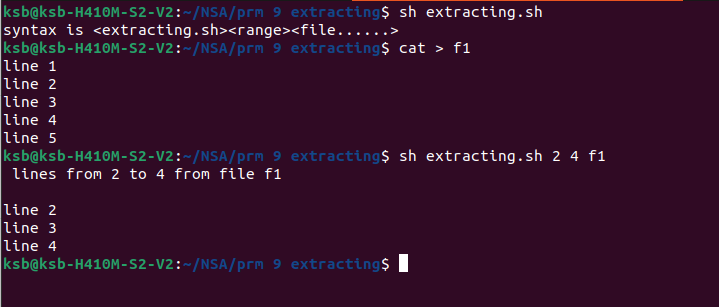 ksb@ksb-H410M-S2-V2:~/NSA/prm 9 extracting$ sh extracting.sh
syntax is <extracting.sh><range><file......>
ksb@ksb-H410M-S2-V2:~/NSA/prm 9 extracting$ cat > f1
line 1
line 2
line 3
line 4
line 5
ksb@ksb-H410M-S2-V2:~/NSA/prm 9 extracting$ sh extracting.sh 2 4 f1
 lines from 2 to 4 from file f1

line 2
line 3
line 4
ksb@ksb-H410M-S2-V2:~/NSA/prm 9 extracting$